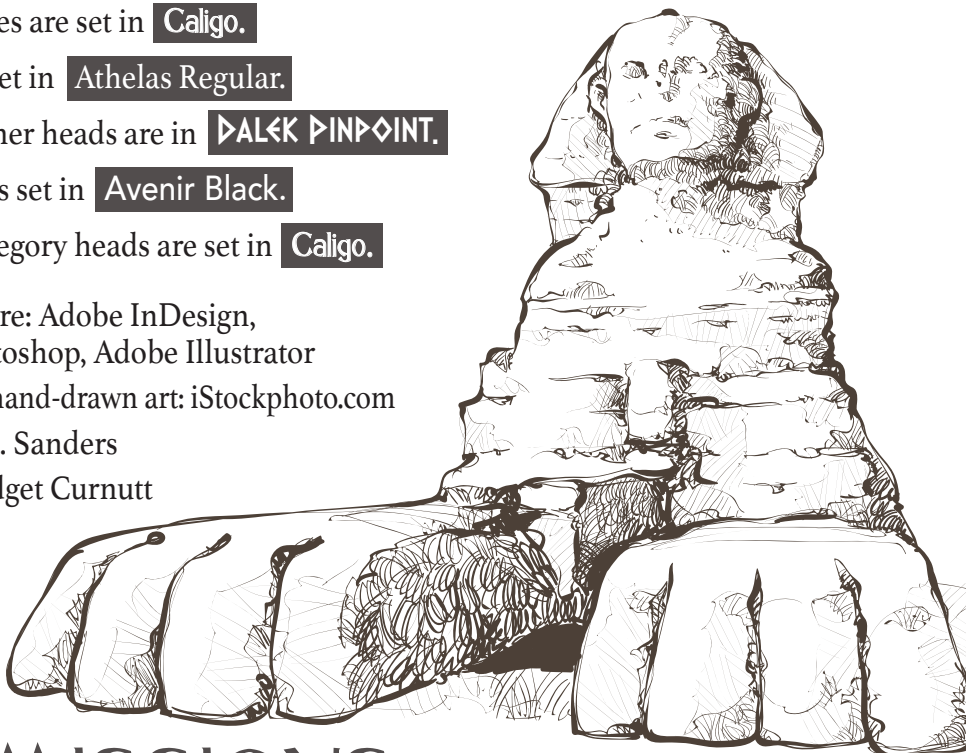 es are set in Caligo.
et in Athelas Regular.
er heads are in DALEK PINPOINT.
s set in Avenir Black.
egory heads are set in Caligo.
re: Adobe InDesign,
toshop, Adobe Illustrator
hand-drawn art: iStockphoto.com
. Sanders
dget Curnutt